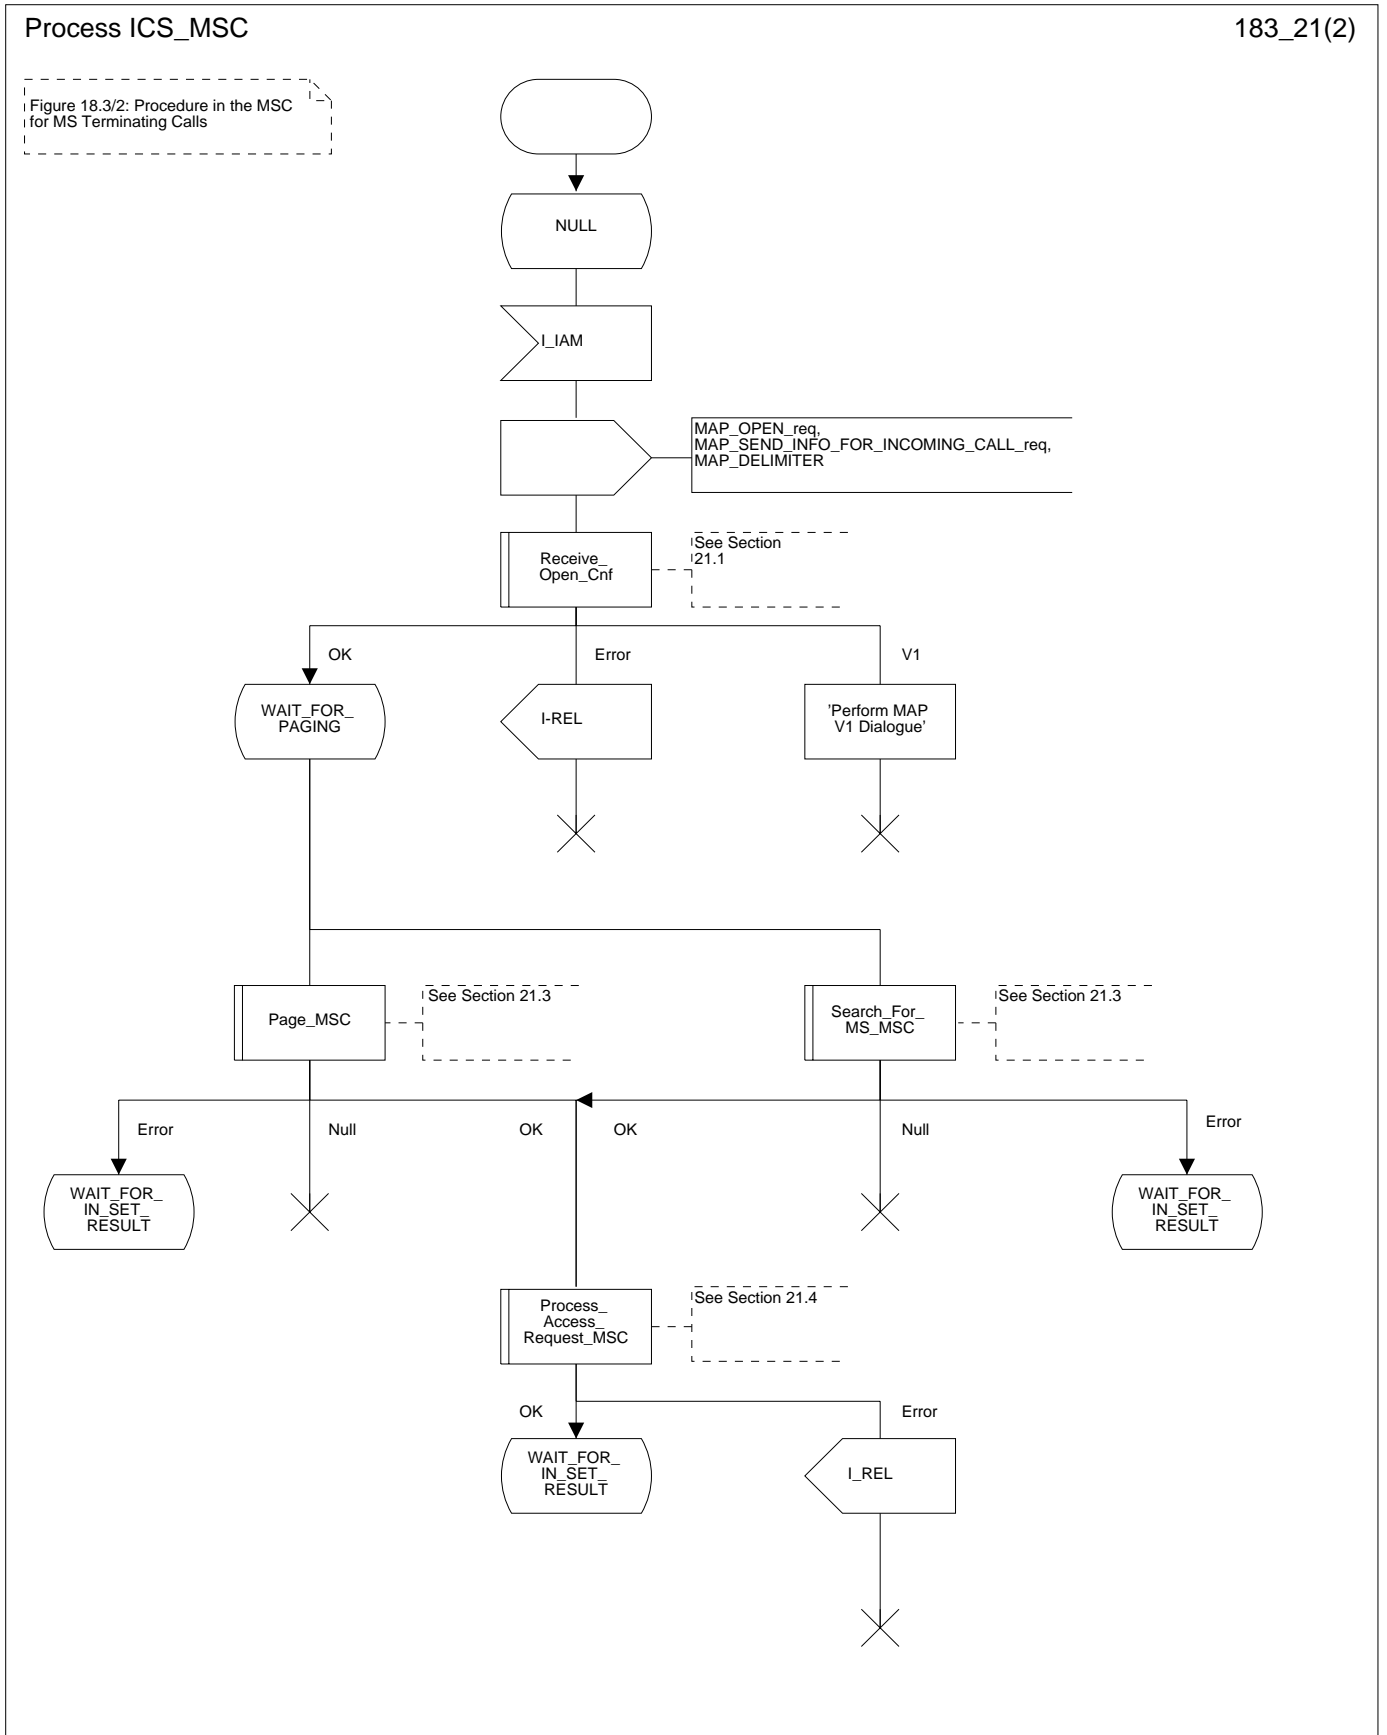 Process ICS_MSC
183_21(2)
Figure 18.3/2: Procedure in the MSC
for MS Terminating Calls
NULL
I_IAM
MAP_OPEN_req,
MAP_SEND_INFO_FOR_INCOMING_CALL_req,
MAP_DELIMITER
Receive_
Open_Cnf
See Section
21.1
OK
Error
V1
WAIT_FOR_
PAGING
I-REL
'Perform MAP
V1 Dialogue'
Page_MSC
See Section 21.3
Search_For_
MS_MSC
See Section 21.3
Error
Null
OK
OK
Null
Error
WAIT_FOR_
IN_SET_
RESULT
WAIT_FOR_
IN_SET_
RESULT
Process_
Access_
Request_MSC
See Section 21.4
OK
Error
WAIT_FOR_
IN_SET_
RESULT
I_REL